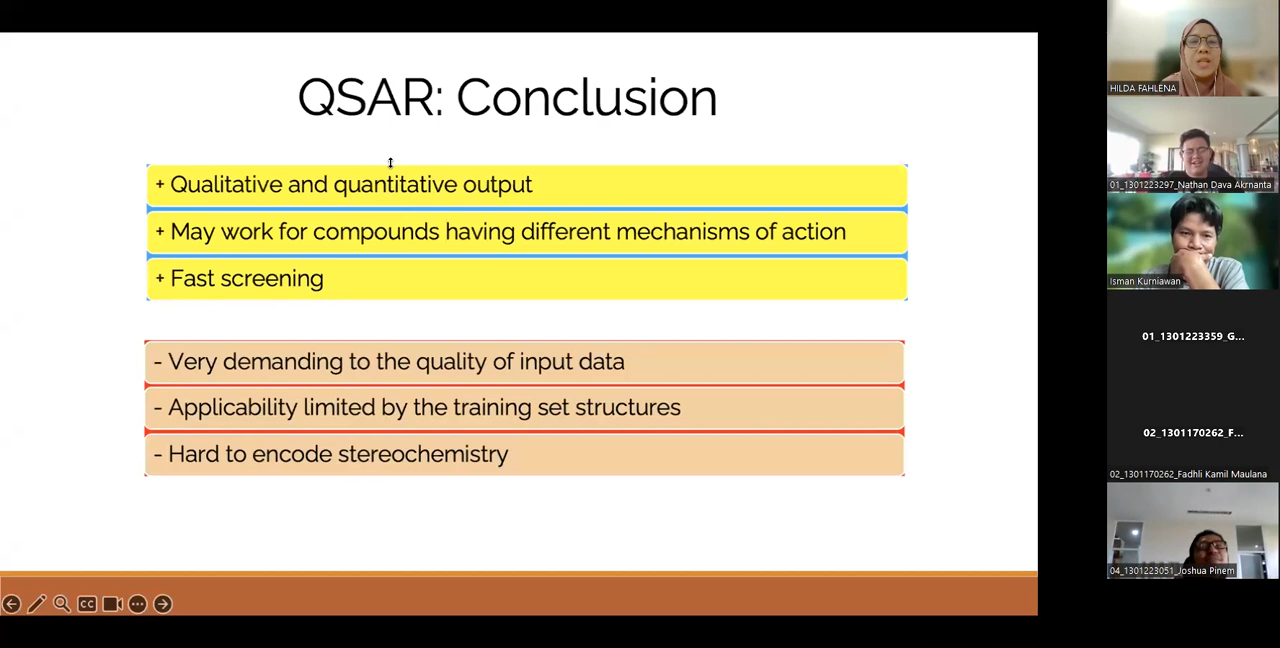 QSAR: Conclusion
+ Qualitative and quantitative output
+ May work for compounds having different mechanisms of action
+ Fast screening
- Very demanding to the quality of input data
- Applicability limited by the training set structures
- Hard to encode stereochemistry
CC
HILDA FAHLENA
01_1301223297_Nathan Dava Akrnanta
Isman Kurniawan
01_1301223359_G...
02_1301170262_F...
02_1301170262_Fadhli Kamil Maulana
04_1301223051_Joshua Pinem